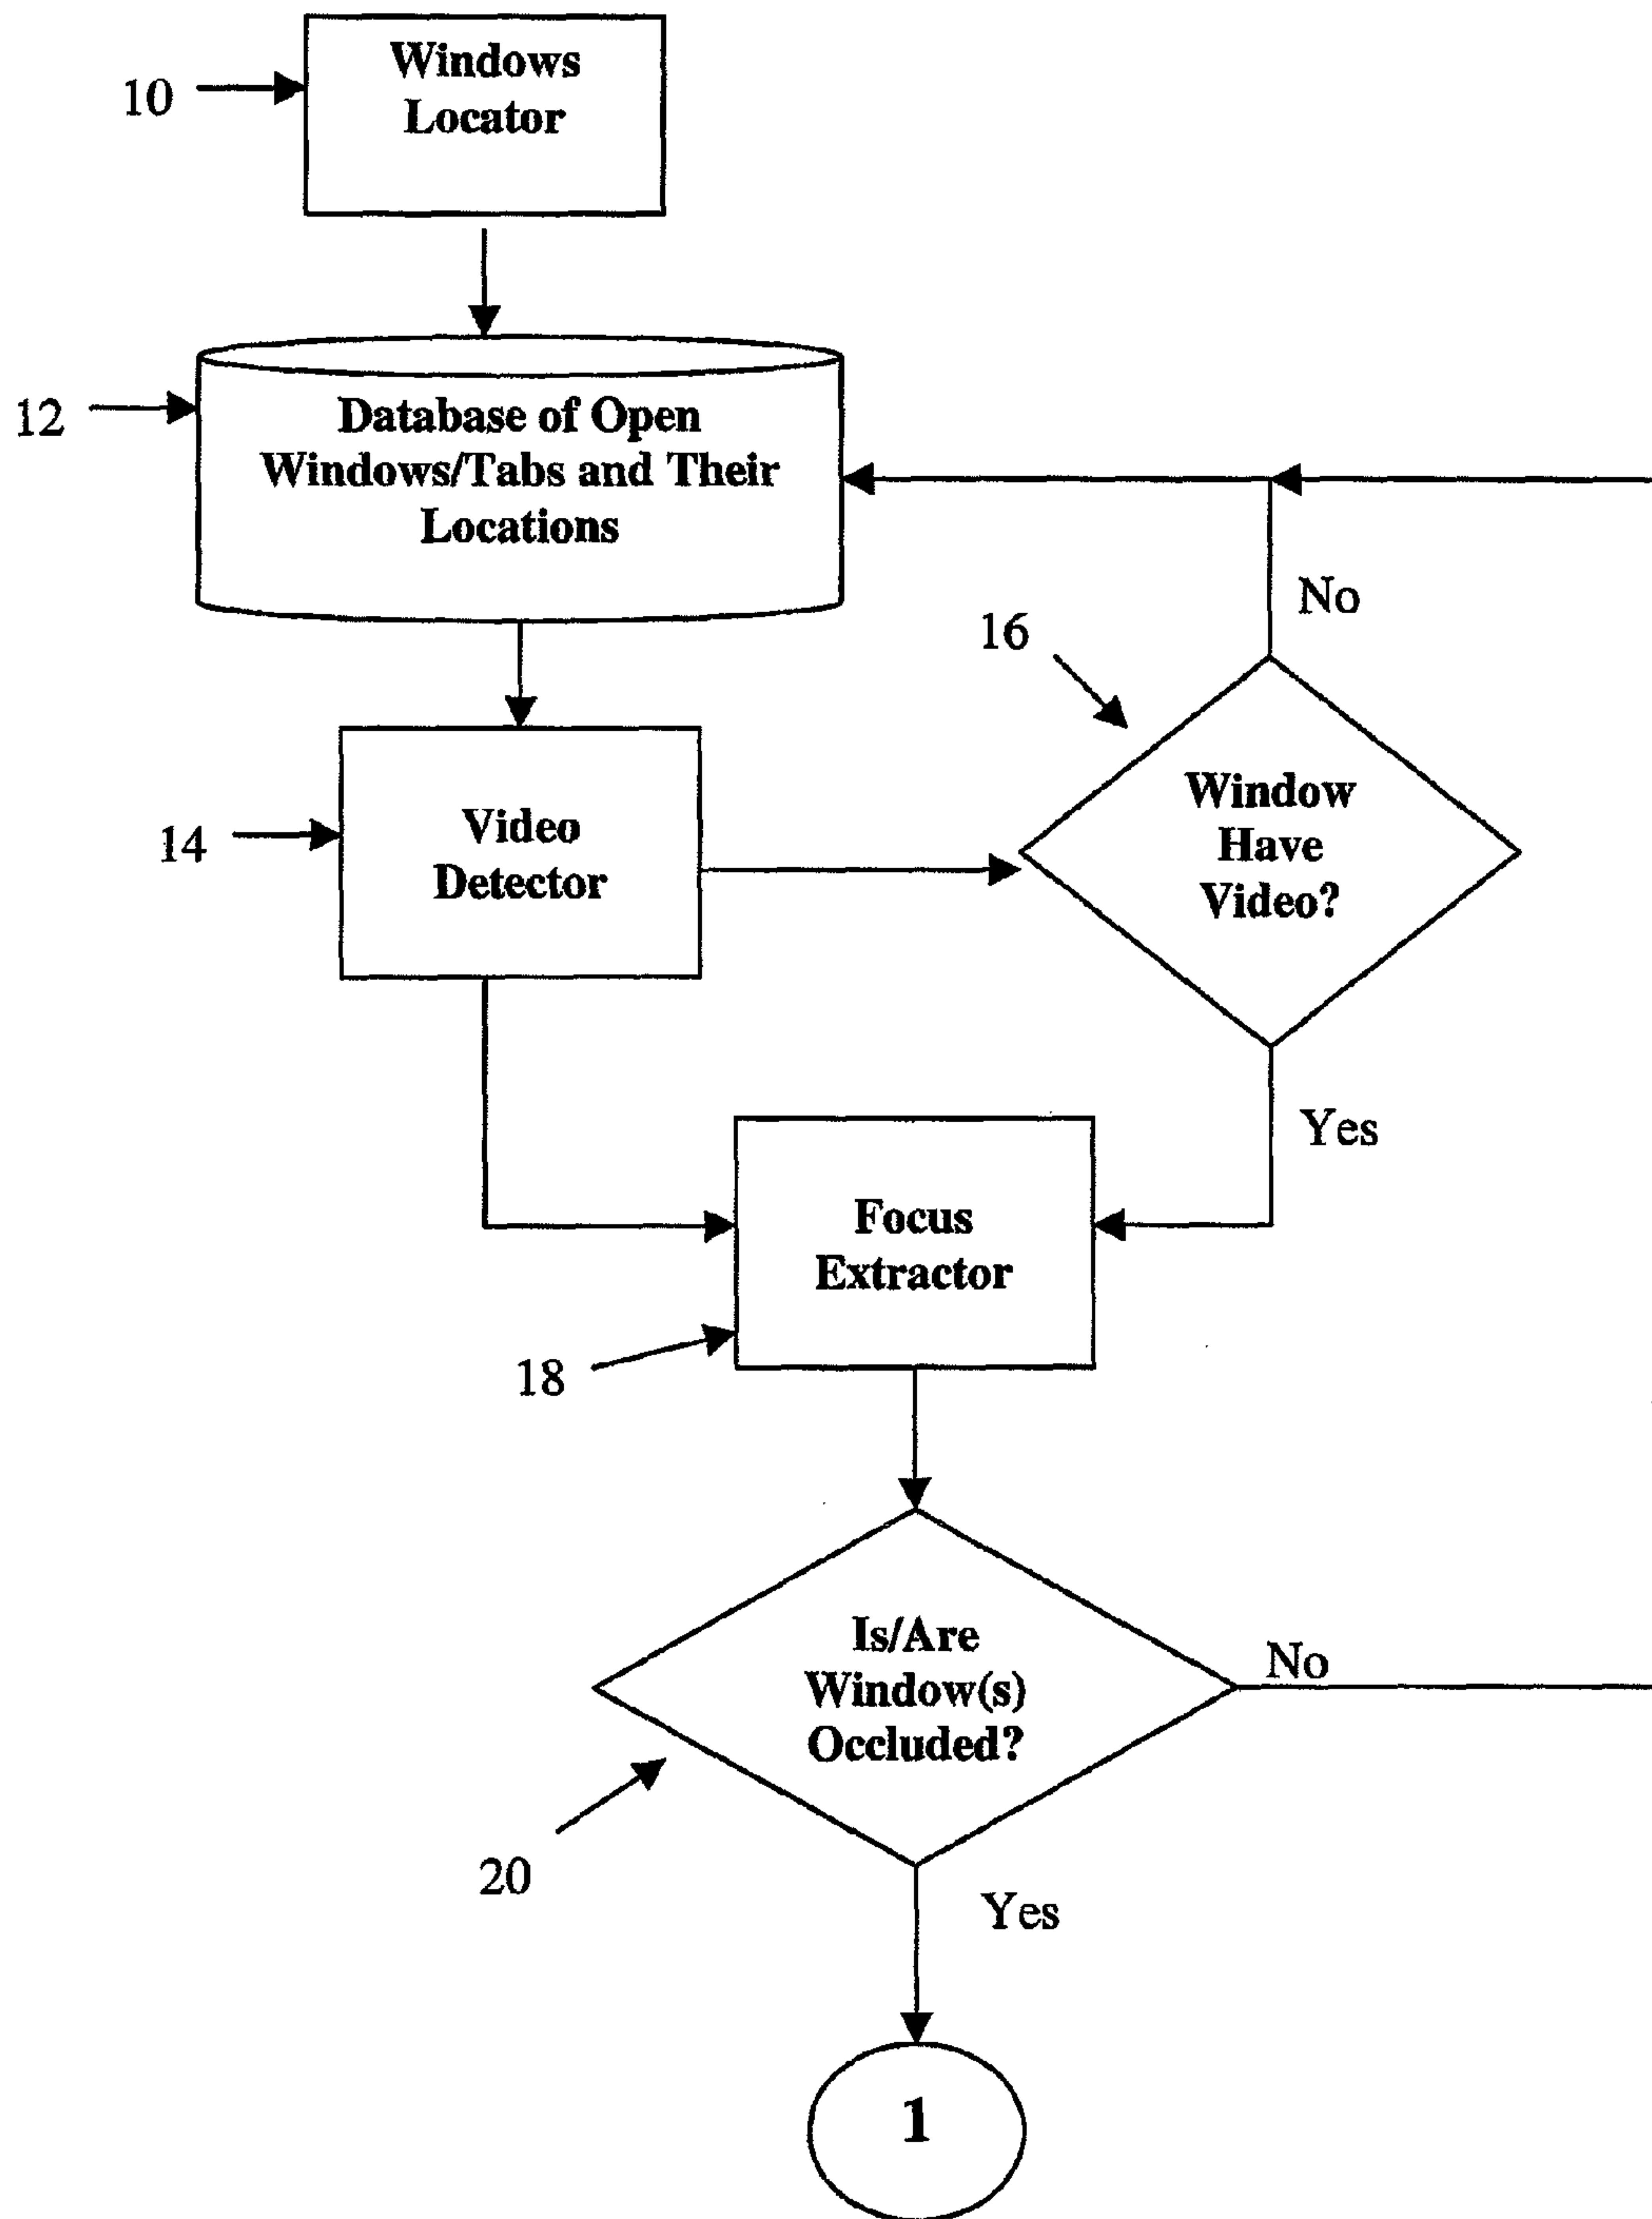 Windows
Locator
10
12
Database of Open
Windows/Tabs and Their
Locations
No
16
14
Video
Detector
Window
Have
Video?
Yes
Focus
Extractor
18
Is/Are
Window(s)
Occluded?
No
20
Yes
1